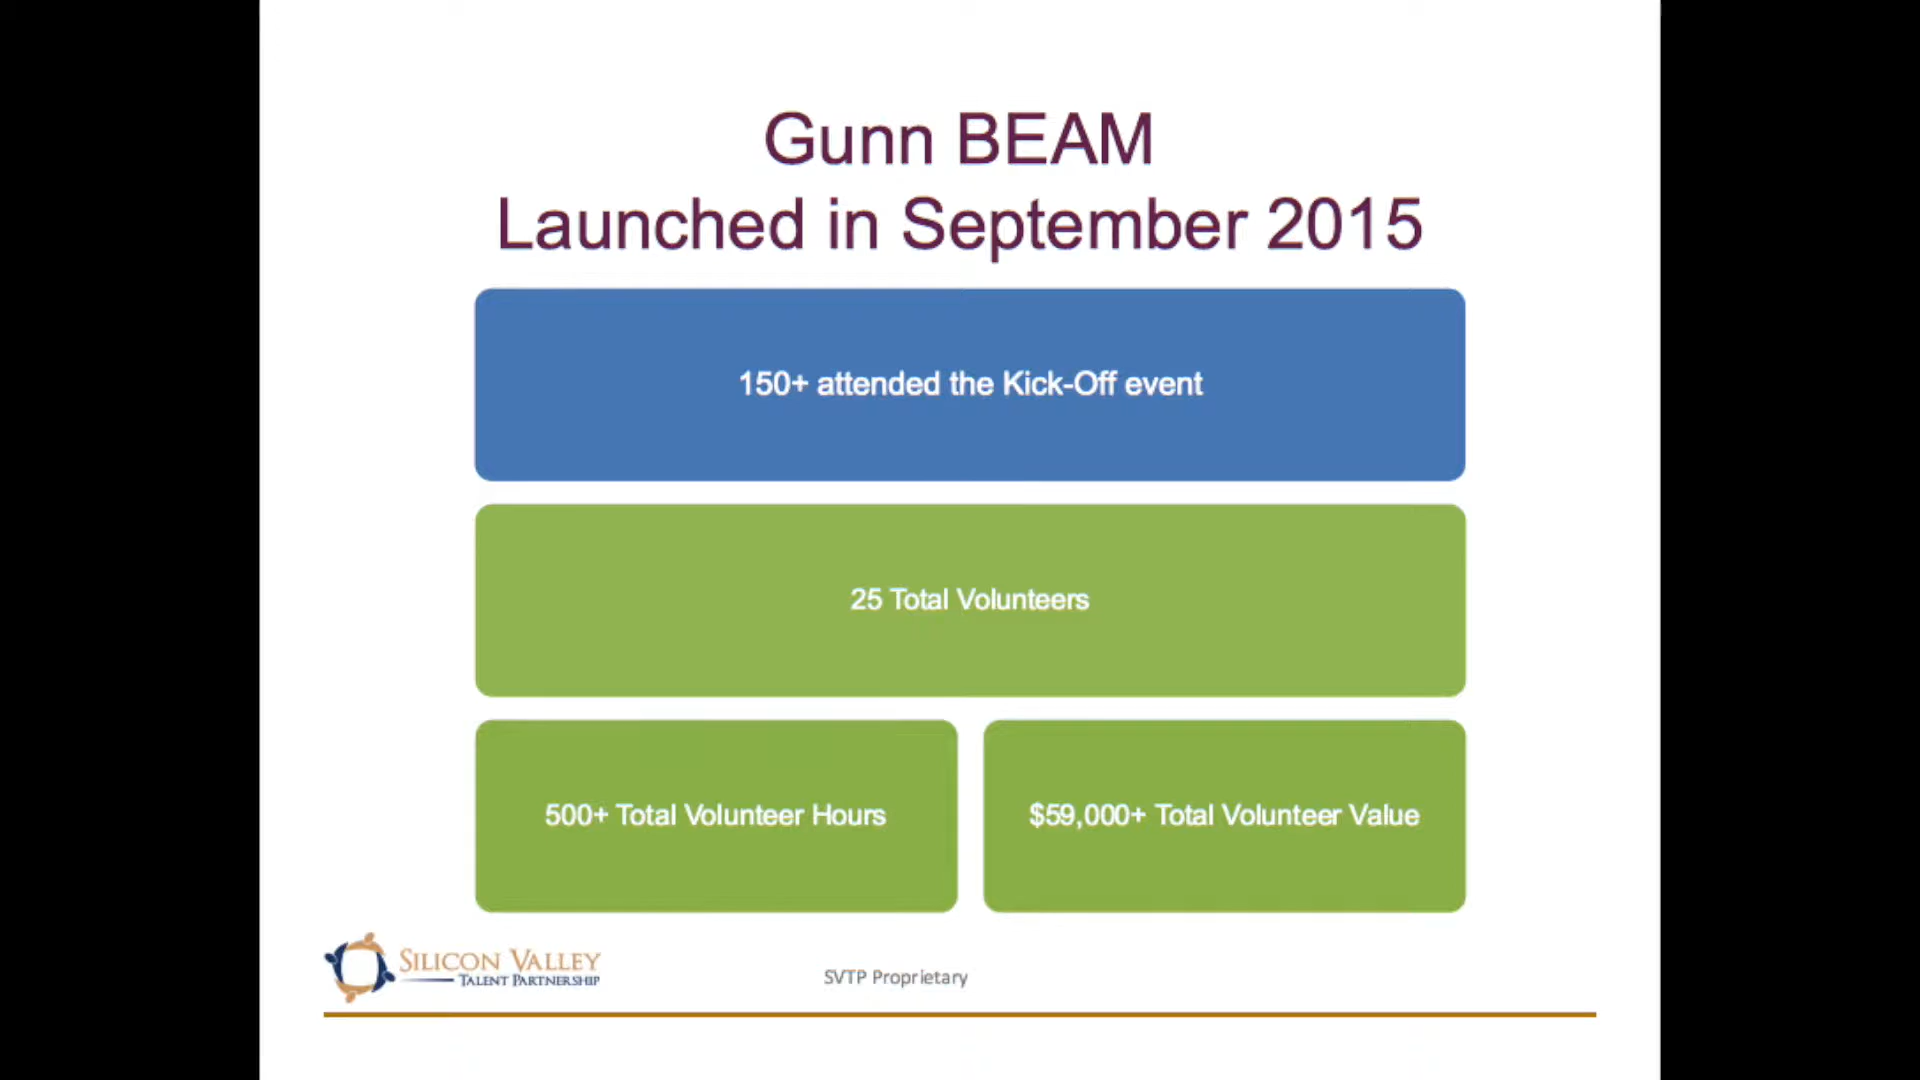 Gunn BEAM
Launched in September 2015
150+ attended the Kick-Off event
25 Total Volunteers
500+ Total Volunteer Hours
$59,000+ Total Volunteer Value
SILICON VALLEY
TALENT PARTNERSHIP
SVTP Proprietary